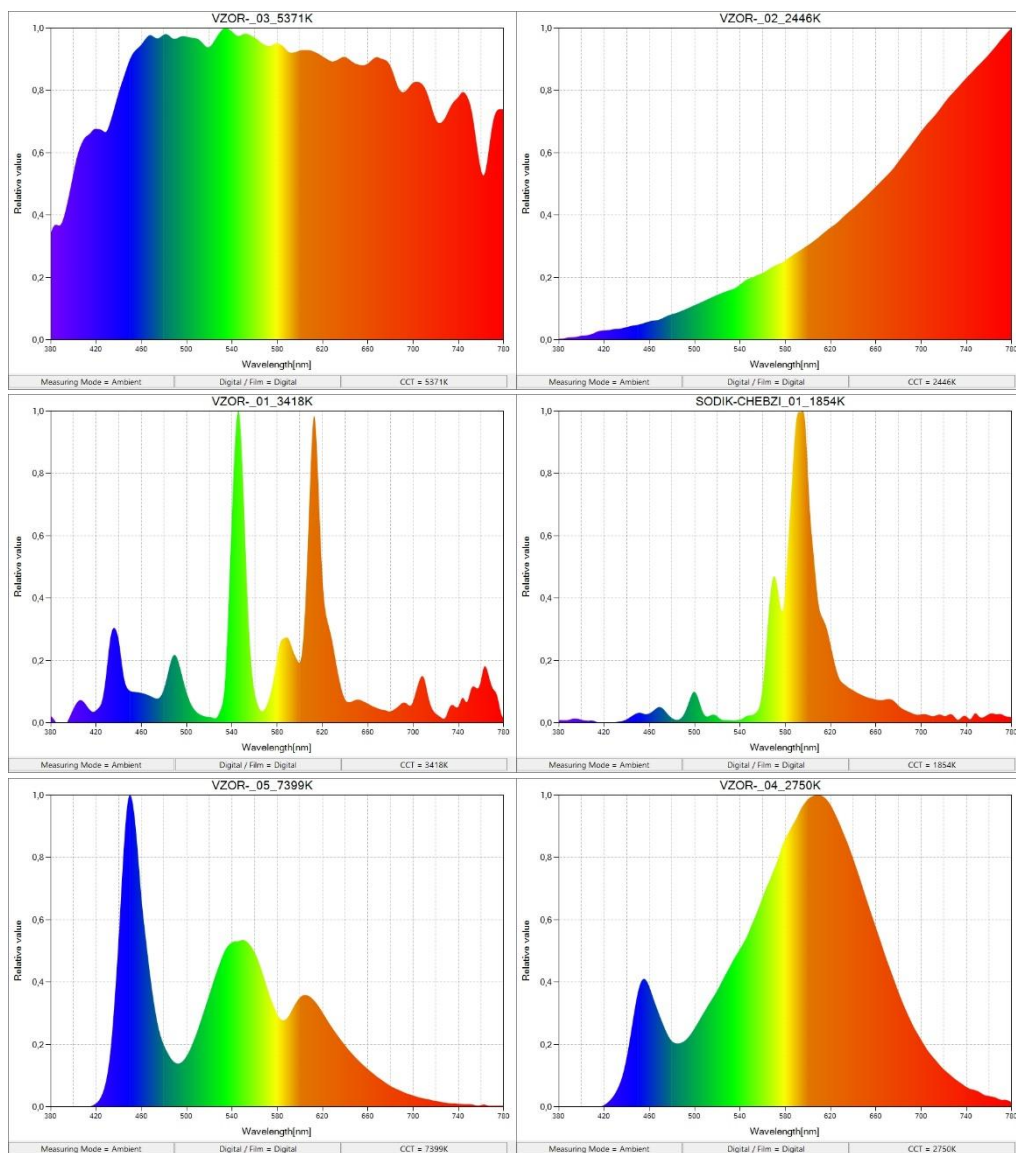 VZOR-_03_5371K
1,0
0,8
0,6
0,4
0,2
0,0
Relative value
380 420 460 500 540 580 620 660 700 740 780
Wavelength[nm]
Measuring Mode = Ambient Digital / Film = Digital CCT = 5371K
VZOR-_02_2446K
1,0
0,8
0,6
0,4
0,2
0,0
Relative value
380 420 460 500 540 580 620 660 700 740 780
Wavelength[nm]
Measuring Mode = Ambient Digital / Film = Digital CCT = 2446K
VZOR-_01_3418K
1,0
0,8
0,6
0,4
0,2
0,0
Relative value
380 420 460 500 540 580 620 660 700 740 780
Wavelength[nm]
Measuring Mode = Ambient Digital / Film = Digital CCT = 3418K
SODIK-CHEBZI_01_1854K
1,0
0,8
0,6
0,4
0,2
0,0
Relative value
380 420 460 500 540 580 620 660 700 740 780
Wavelength[nm]
Measuring Mode = Ambient Digital / Film = Digital CCT = 1854K
VZOR-_05_7399K
1,0
0,8
0,6
0,4
0,2
0,0
Relative value
380 420 460 500 540 580 620 660 700 740 780
Wavelength[nm]
Measuring Mode = Ambient Digital / Film = Digital CCT = 7399K
VZOR-_04_2750K
1,0
0,8
0,6
0,4
0,2
0,0
Relative value
380 420 460 500 540 580 620 660 700 740 780
Wavelength[nm]
Measuring Mode = Ambient Digital / Film = Digital CCT = 2750K